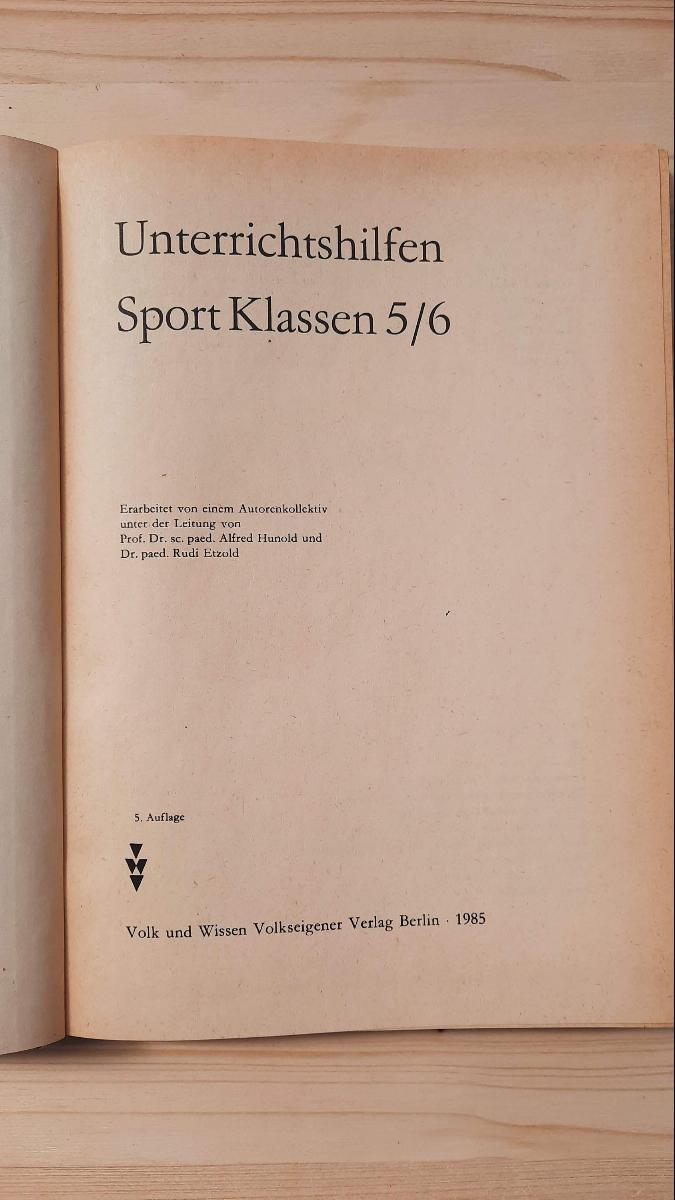 Unterrichtshilfen
Sport Klassen 5/6
Erarbeitet von einem Autorenkollektiv
unter der Leitung von
Prof. Dr. sc. paed. Alfred Hunold und
Dr. paed. Rudi Etzold
5. Auflage
Volk und Wissen Volkseigener Verlag Berlin · 1985